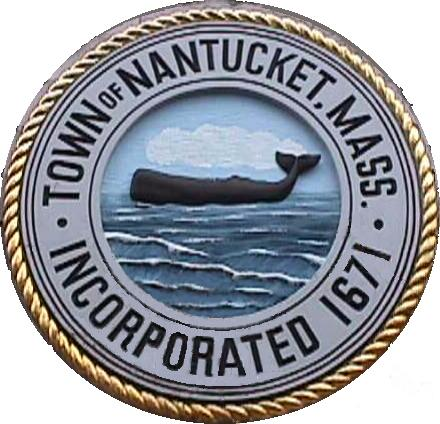 TOWN OF NANTUCKET, MASS.
· INCORPORATED 1671 ·